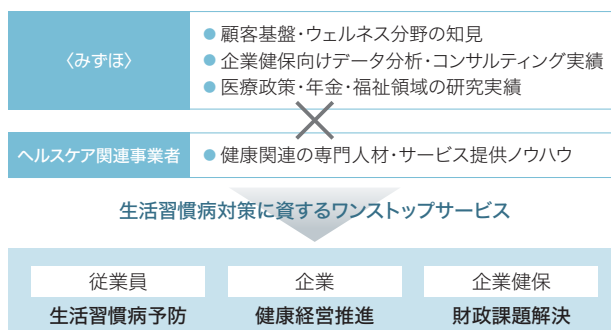 〈みずほ〉
● 顧客基盤・ウェルネス分野の知見
● 企業健保向けデータ分析・コンサルティング実績
● 医療政策・年金・福祉領域の研究実績
ヘルスケア関連事業者
● 健康関連の専門人材・サービス提供ノウハウ
生活習慣病対策に資するワンストップサービス
従業員
生活習慣病予防
企業
健康経営推進
企業健保
財政課題解決